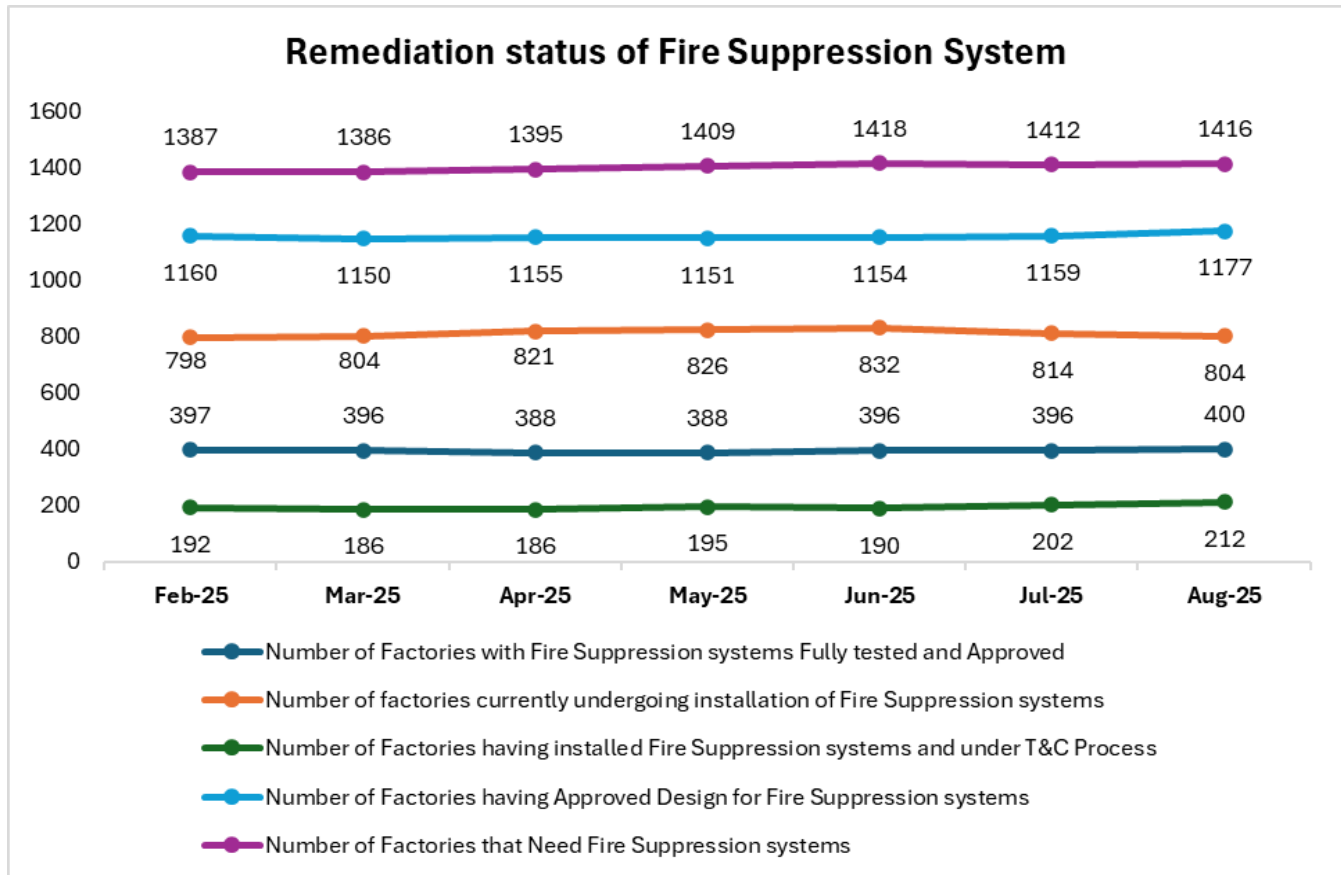 Remediation status of Fire Suppression System
1600
1387 1386 1395 1409 1418 1412 1416
1400
1200
1160 1150 1155 1151 1154 1159 1177
1000
800
798 804 821 826 832 814 804
600
397 396 388 388 396 396 400
400
200
192 186 186 195 190 202 212
0
Feb-25 Mar-25 Apr-25 May-25 Jun-25 Jul-25 Aug-25
Number of Factories with Fire Suppression systems Fully tested and Approved
Number of factories currently undergoing installation of Fire Suppression systems
Number of Factories having installed Fire Suppression systems and under T&C Process
Number of Factories having Approved Design for Fire Suppression systems
Number of Factories that Need Fire Suppression systems